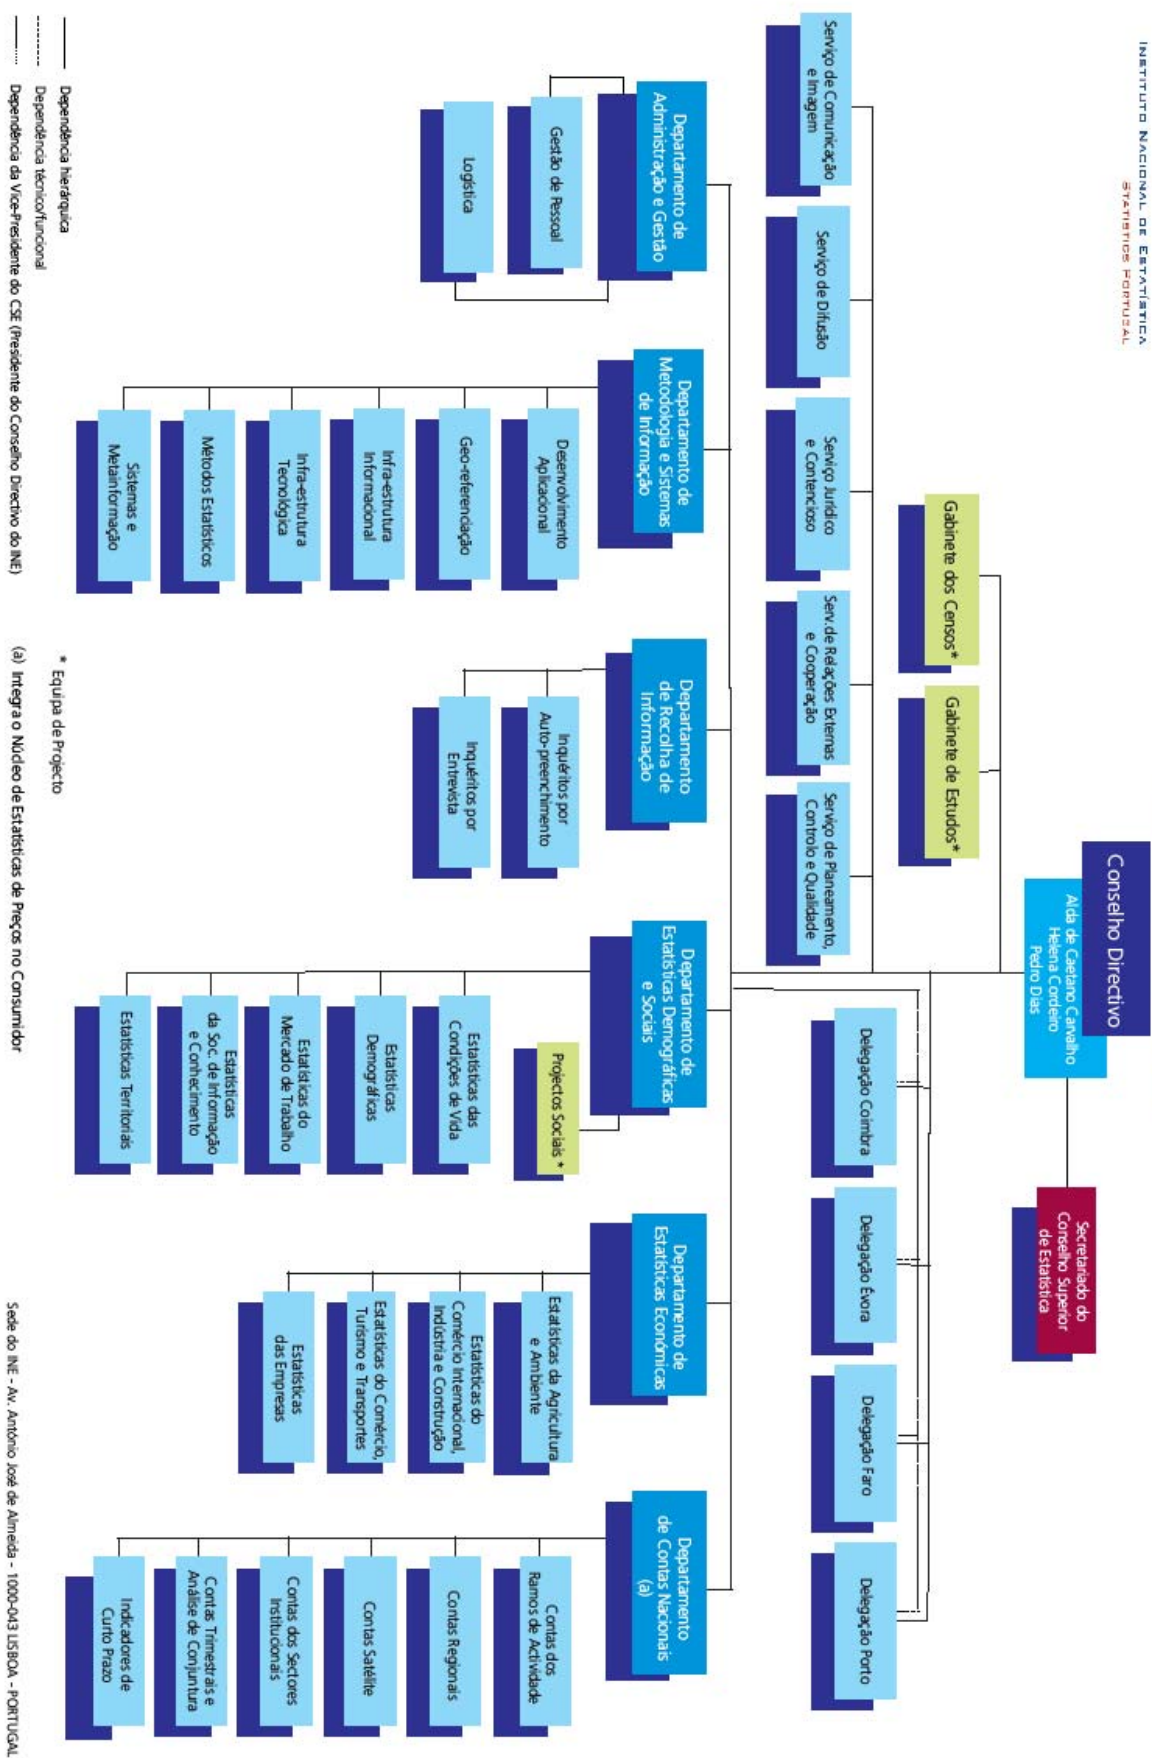 INSTITUTO NACIONAL DE ESTATÍSTICA
STATISTICS PORTUGAL
Conselho Directivo
Alda de Caetano Carvalho
Helena Cordeiro
Pedro Dias
Secretariado do
Conselho Superior
de Estatística
Gabinete dos Censos*
Gabinete de Estudos*
Serviço de Comunicação
e Imagem
Serviço de Difusão
Serviço Jurídico
e Contencioso
Serv.de Relações Externas
e Cooperação
Serviço de Planeamento,
Controlo e Qualidade
Delegação Coimbra
Delegação Évora
Delegação Faro
Delegação Porto
Departamento de
Administração e Gestão
Gestão de Pessoal
Logística
Departamento de
Metodologia e Sistemas
de Informação
Desenvolvimento
Aplicacional
Geo-referenciação
Infra-estrutura
Informacional
Infra-estrutura
Tecnológica
Métodos Estatísticos
Sistemas e
Metainformação
Departamento
de Recolha de
Informação
Inquéritos por
Auto-preenchimento
Inquéritos por
Entrevista
Departamento de
Estatísticas Demográficas
e Sociais
Projectos Sociais *
Estatísticas das
Condições de Vida
Estatísticas
Demográficas
Estatísticas do
Mercado de Trabalho
Estatísticas
da Soc. de Informação
e Conhecimento
Estatísticas Territoriais
Departamento de
Estatísticas Económicas
Estatísticas da Agricultura
e Ambiente
Estatísticas do
Comércio Internacional,
Indústria e Construção
Estatísticas do Comércio,
Turismo e Transportes
Estatísticas
das Empresas
Departamento
de Contas Nacionais
(a)
Contas dos
Ramos de Actividade
Contas Regionais
Contas Satélite
Contas dos Sectores
Institucionais
Contas Trimestrais e
Análise de Conjuntura
Indicadores de
Curto Prazo
Dependência hierárquica
Dependência técnico/funcional
Dependência da Vice-Presidente do CSE (Presidente do Conselho Directivo do INE)
* Equipa de Projecto
(a) Integra o Núcleo de Estatísticas de Preços no Consumidor
Sede do INE - Av. António José de Almeida - 1000-043 LISBOA - PORTUGAL